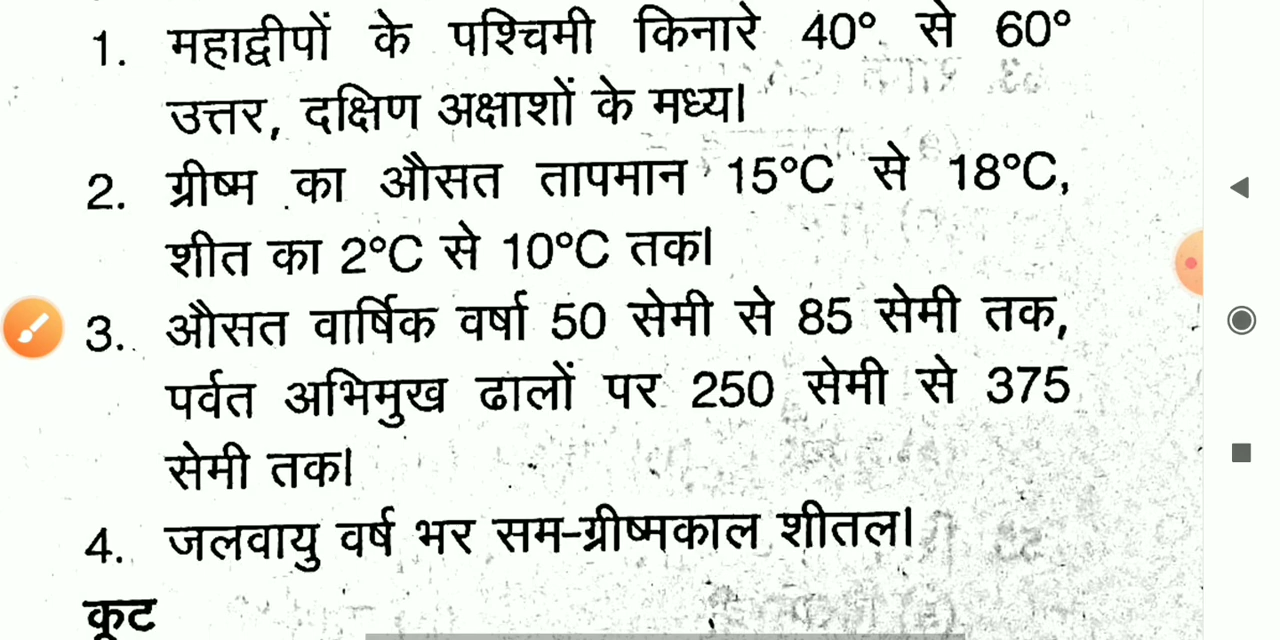 1. महाद्वीपों के पश्चिमी किनारे 40° से 60°
उत्तर, दक्षिण अक्षाशों के मध्य।
2. ग्रीष्म का औसत तापमान 15°C से 18°C,
शीत का 2°C से 10°C तक।
3. औसत वार्षिक वर्षा 50 सेमी से 85 सेमी तक,
पर्वत अभिमुख ढालों पर 250 सेमी से 375
सेमी तक।
4. जलवायु वर्ष भर सम-ग्रीष्मकाल शीतल।
कूट